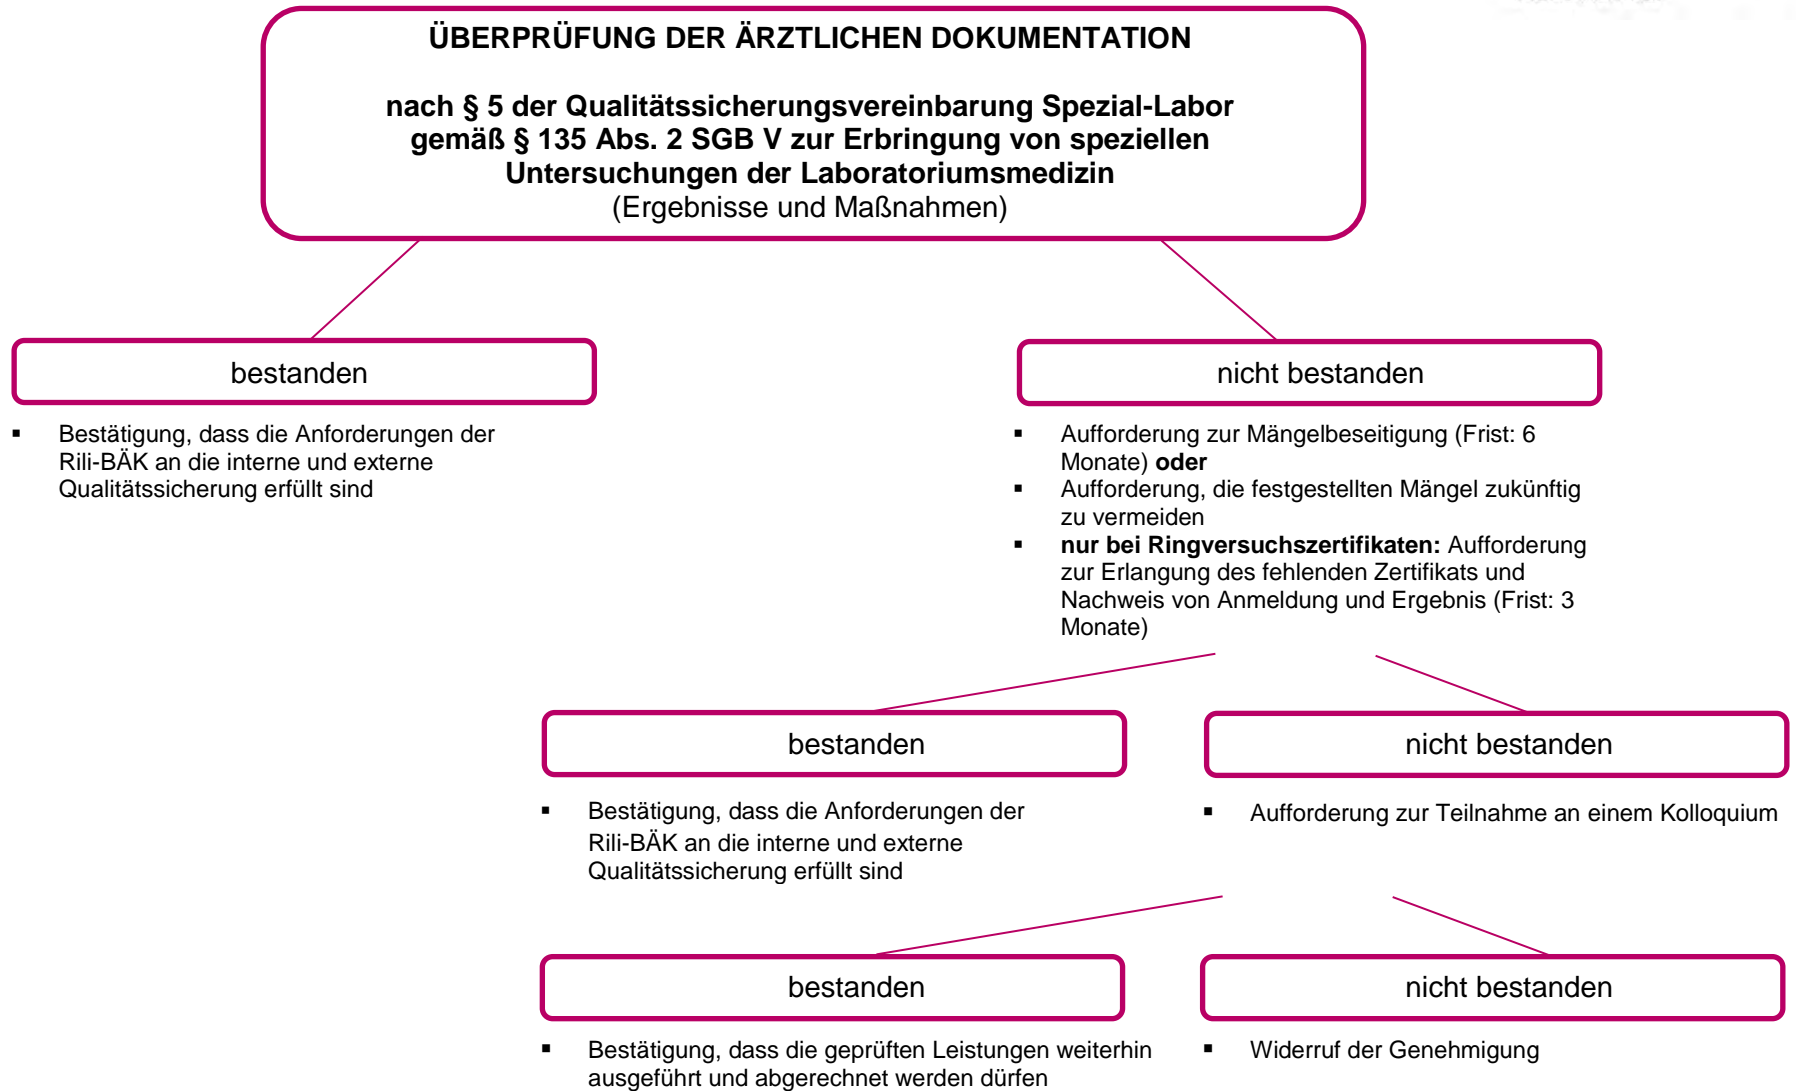 ÜBERPRÜFUNG DER ÄRZTLICHEN DOKUMENTATION
nach § 5 der Qualitätssicherungsvereinbarung Spezial-Labor
gemäß § 135 Abs. 2 SGB V zur Erbringung von speziellen
Untersuchungen der Laboratoriumsmedizin
(Ergebnisse und Maßnahmen)
bestanden
▪ Bestätigung, dass die Anforderungen der
Rili-BÄK an die interne und externe
Qualitätssicherung erfüllt sind
nicht bestanden
▪ Aufforderung zur Mängelbeseitigung (Frist: 6
Monate) oder
▪ Aufforderung, die festgestellten Mängel zukünftig
zu vermeiden
▪ nur bei Ringversuchszertifikaten: Aufforderung
zur Erlangung des fehlenden Zertifikats und
Nachweis von Anmeldung und Ergebnis (Frist: 3
Monate)
bestanden
▪ Bestätigung, dass die Anforderungen der
Rili-BÄK an die interne und externe
Qualitätssicherung erfüllt sind
nicht bestanden
▪ Aufforderung zur Teilnahme an einem Kolloquium
bestanden
▪ Bestätigung, dass die geprüften Leistungen weiterhin
ausgeführt und abgerechnet werden dürfen
nicht bestanden
▪ Widerruf der Genehmigung